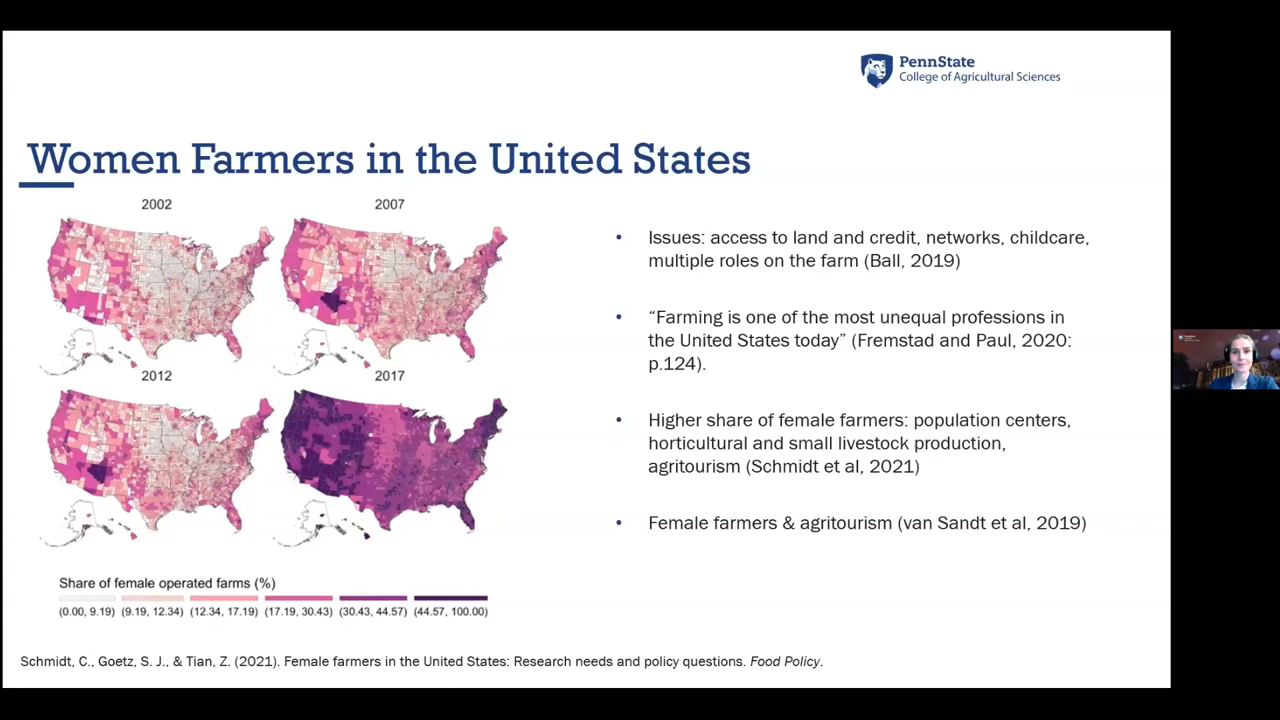 PennState
College of Agricultural Sciences
Women Farmers in the United States
2002
2007
2012
2017
Share of female operated farms (%)
(0.00, 9.19)
(9.19, 12.34)
(12.34, 17.19)
(17.19, 30.43)
(30.43, 44.57)
(44.57, 100.00)
• Issues: access to land and credit, networks, childcare,
multiple roles on the farm (Ball, 2019)
• “Farming is one of the most unequal professions in
the United States today” (Fremstad and Paul, 2020:
p.124).
• Higher share of female farmers: population centers,
horticultural and small livestock production,
agritourism (Schmidt et al, 2021)
• Female farmers & agritourism (van Sandt et al, 2019)
Schmidt, C., Goetz, S. J., & Tian, Z. (2021). Female farmers in the United States: Research needs and policy questions. Food Policy.